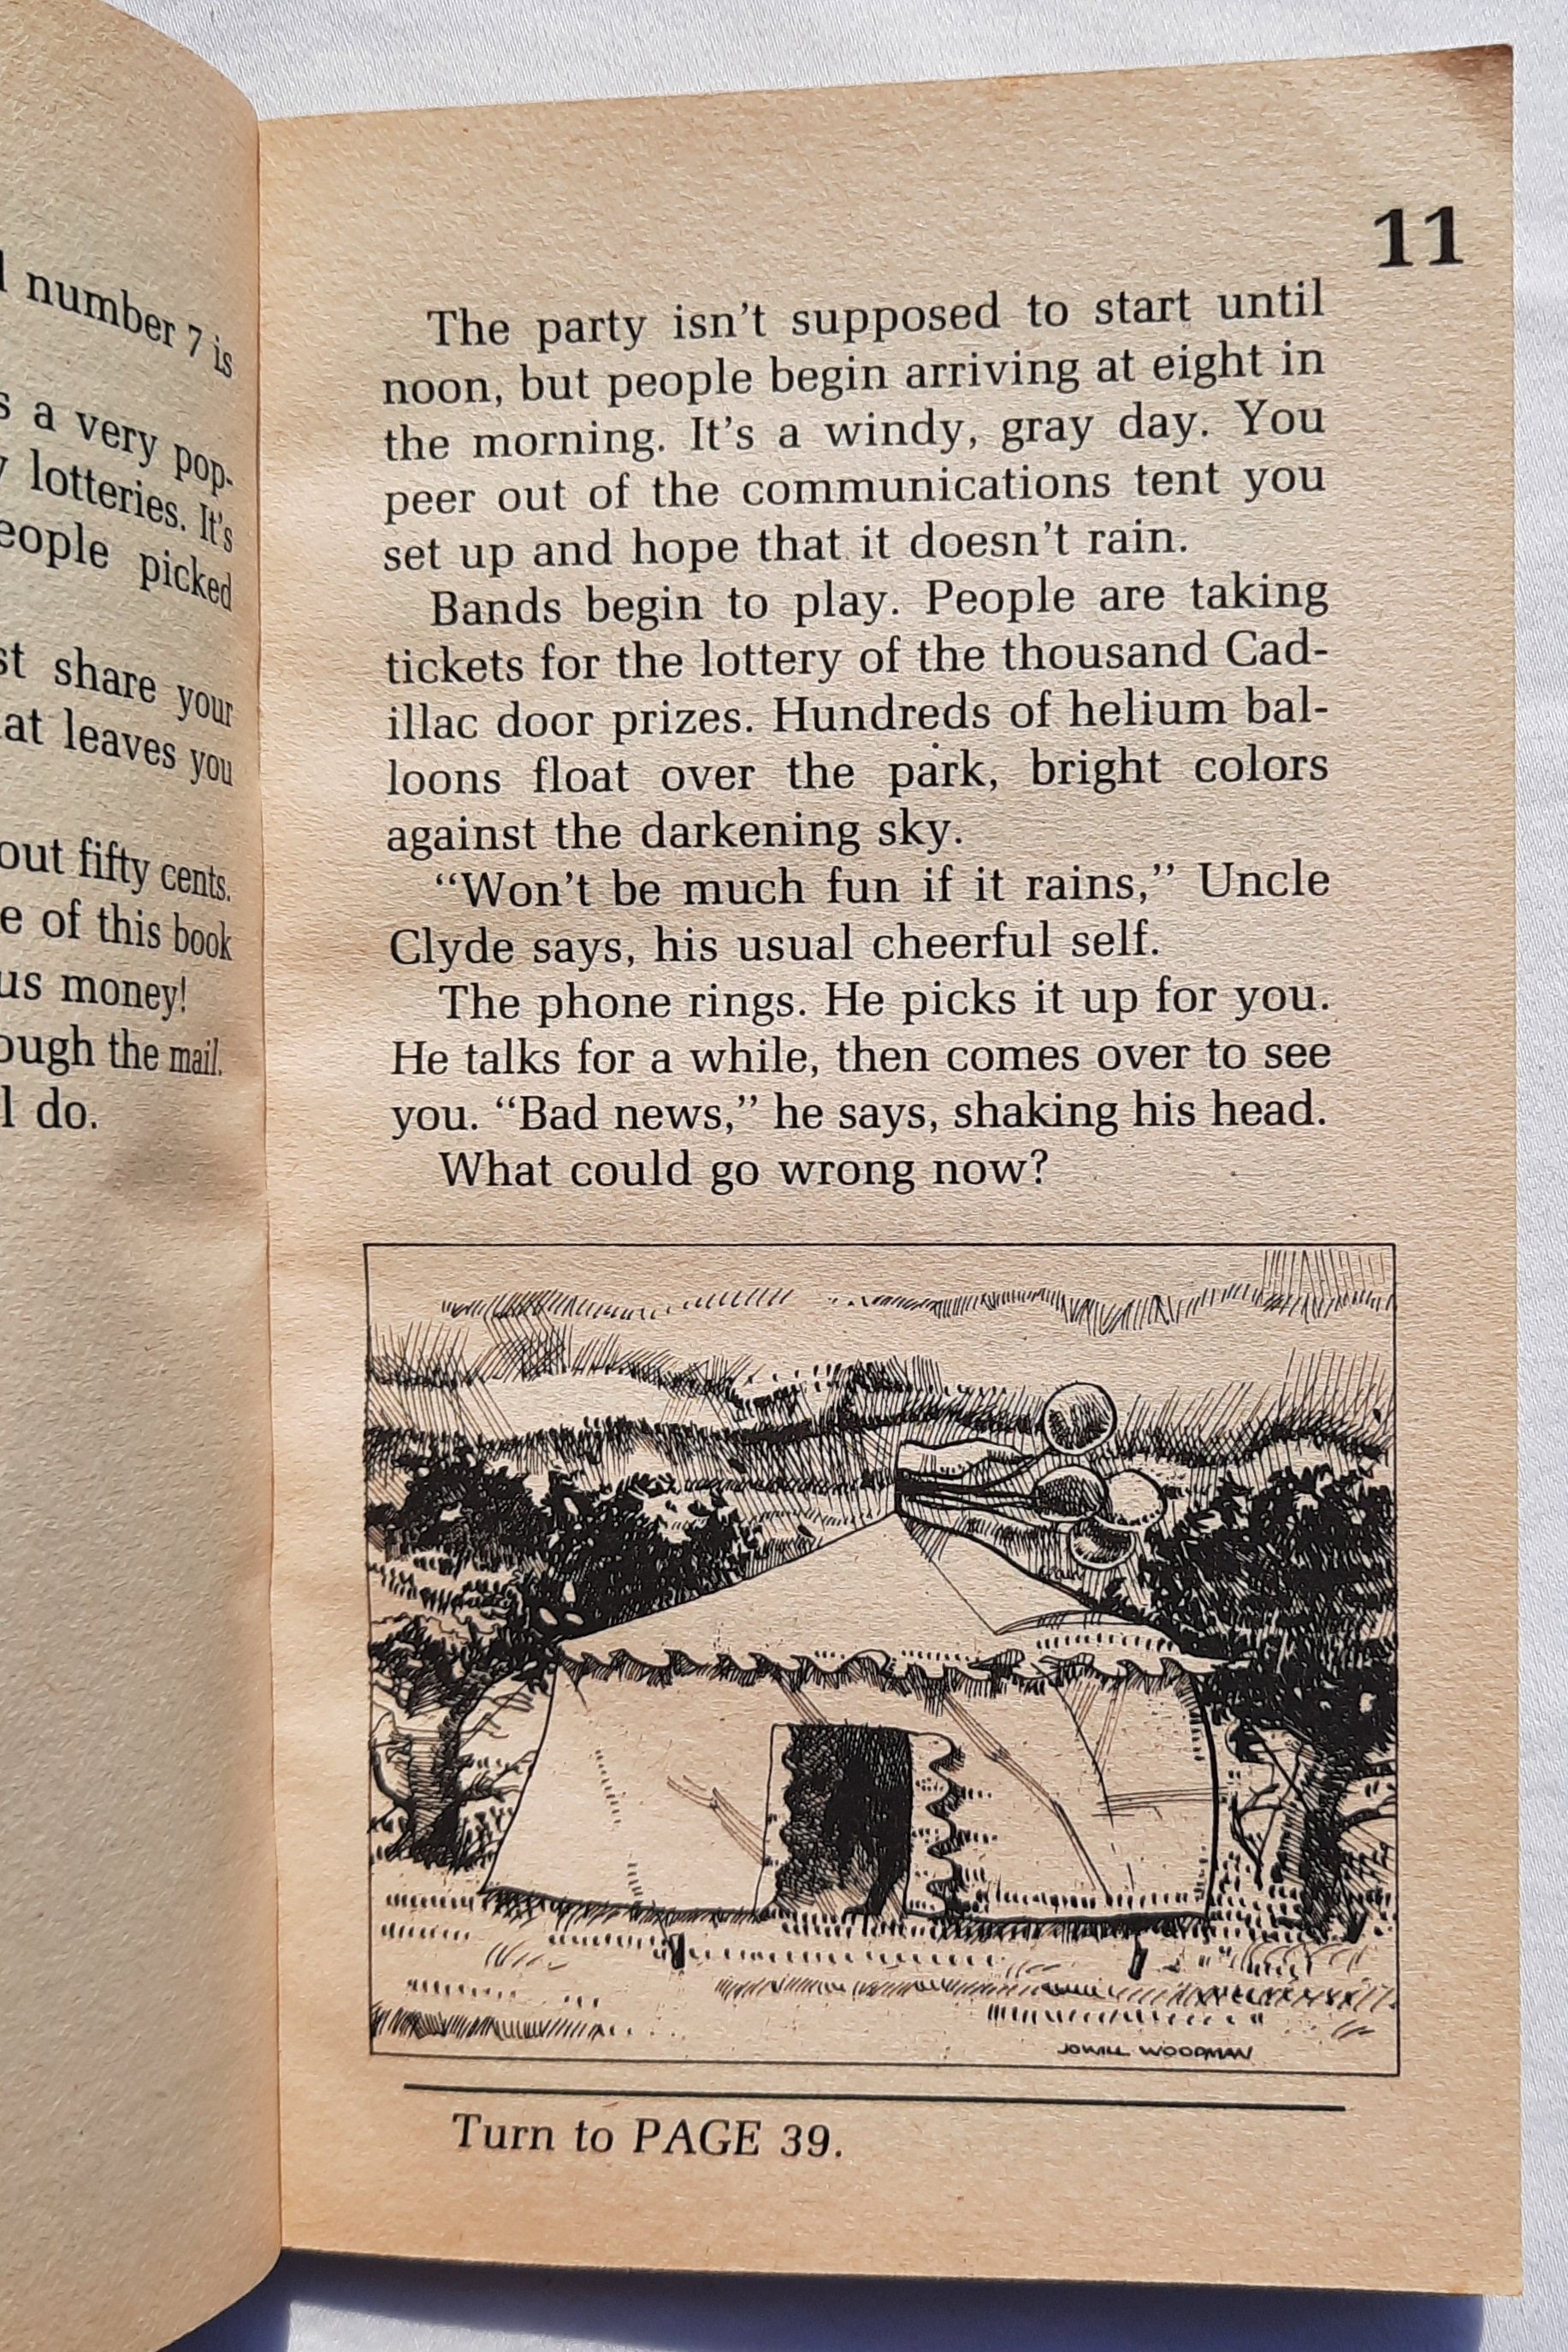 number 7 is
a very pop-
lotteries. It's
picked
share your
leaves you
fifty cents.
of this book
us money!
the mail.
do.
11
The party isn't supposed to start until
noon, but people begin arriving at eight in
the morning. It's a windy, gray day. You
peer out of the communications tent you
set up and hope that it doesn't rain.
Bands begin to play. People are taking
tickets for the lottery of the thousand Cad-
illac door prizes. Hundreds of helium bal-
loons float over the park, bright colors
against the darkening sky.
“Won't be much fun if it rains,” Uncle
Clyde says, his usual cheerful self.
The phone rings. He picks it up for you.
He talks for a while, then comes over to see
you. “Bad news,” he says, shaking his head.
What could go wrong now?
JOWILL WOODMAN
Turn to PAGE 39.